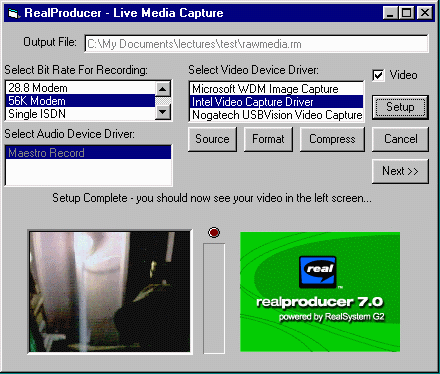 RealProducer - Live Media Capture
Output File: C:\My Documents\lectures\test\rawmedia.rm
Select Bit Rate For Recording:
28.8 Modem
56K Modem
Single ISDN
Select Video Device Driver:
Microsoft WDM Image Capture
Intel Video Capture Driver
Nogatech USBVision Video Capture
Video
Setup
Select Audio Device Driver:
Maestro Record
Source Format Compress Cancel
Next >>
Setup Complete - you should now see your video in the left screen...
real
realproducer 7.0
powered by RealSystem G2